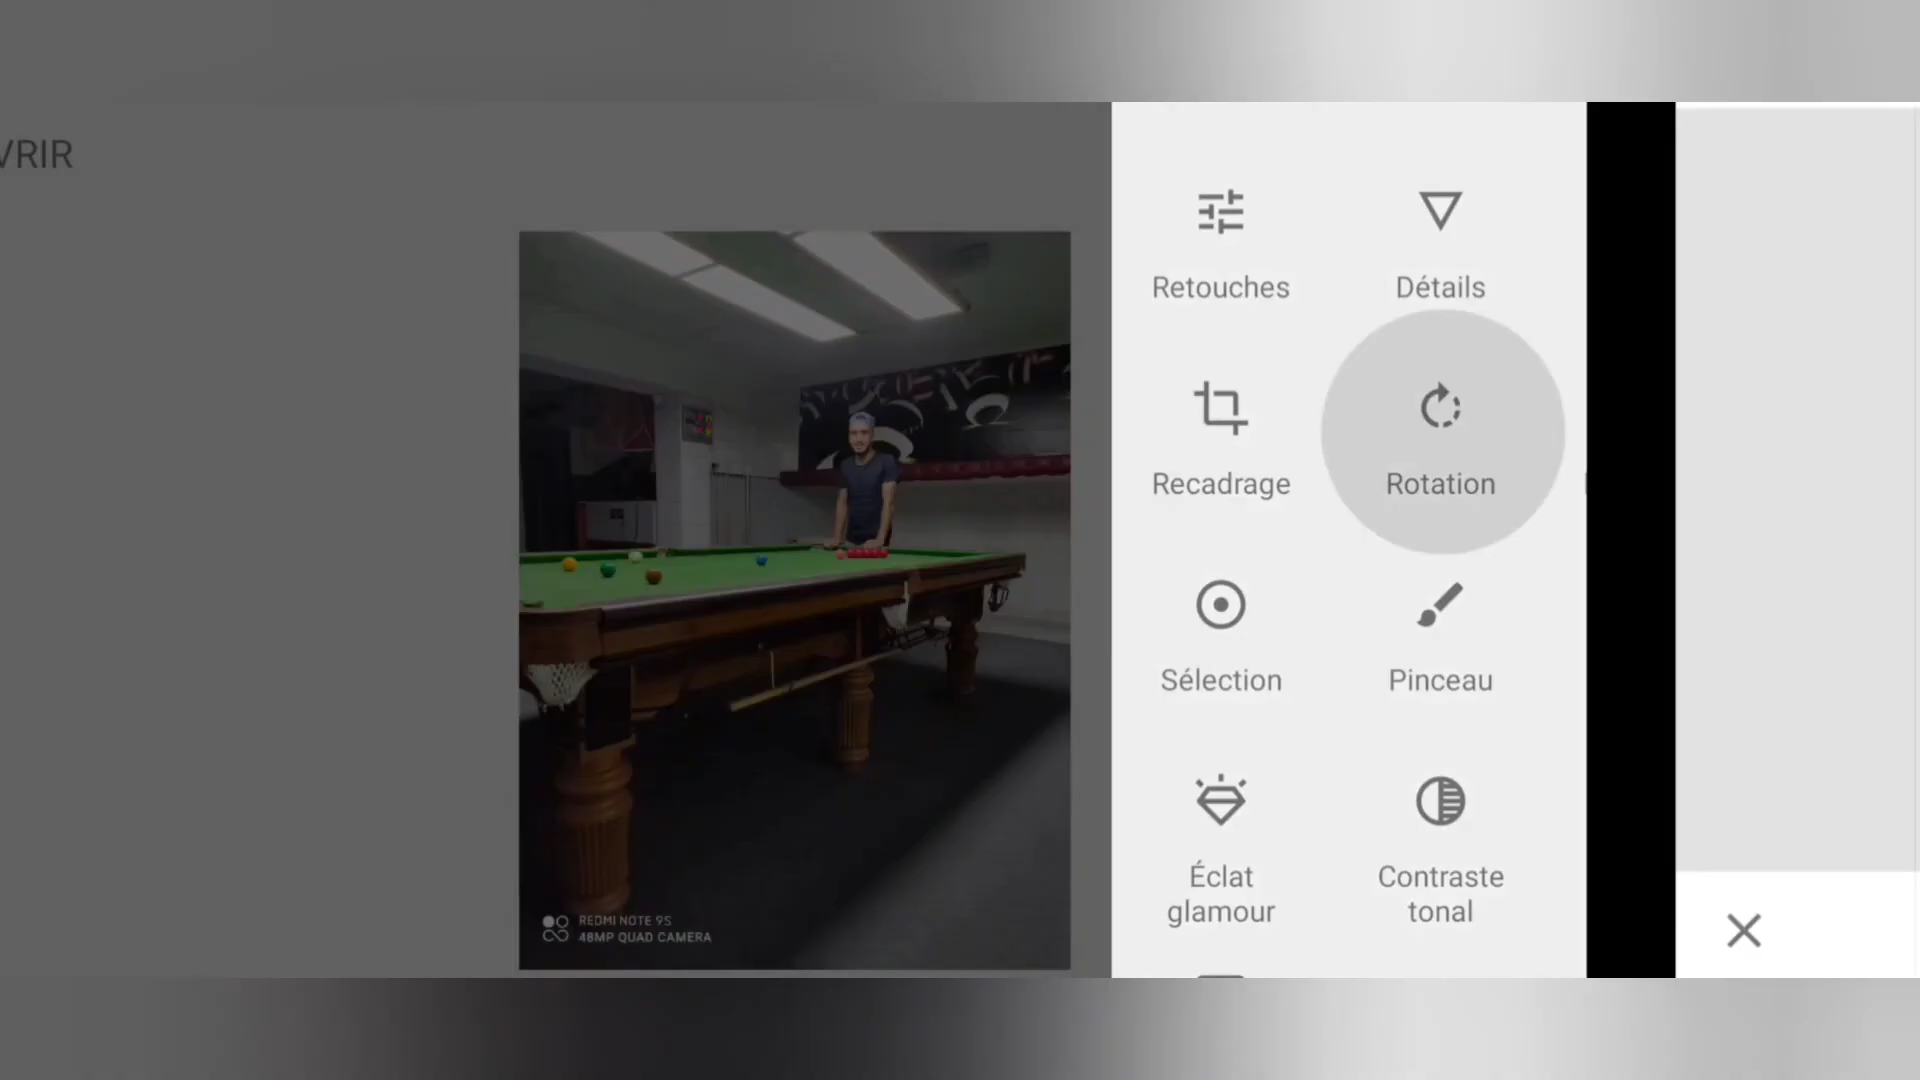 VRIR
Retouches
Détails
Recadrage
Rotation
Sélection
Pinceau
Éclat
glamour
Contraste
tonal
REDMI NOTE 9S
48MP QUAD CAMERA